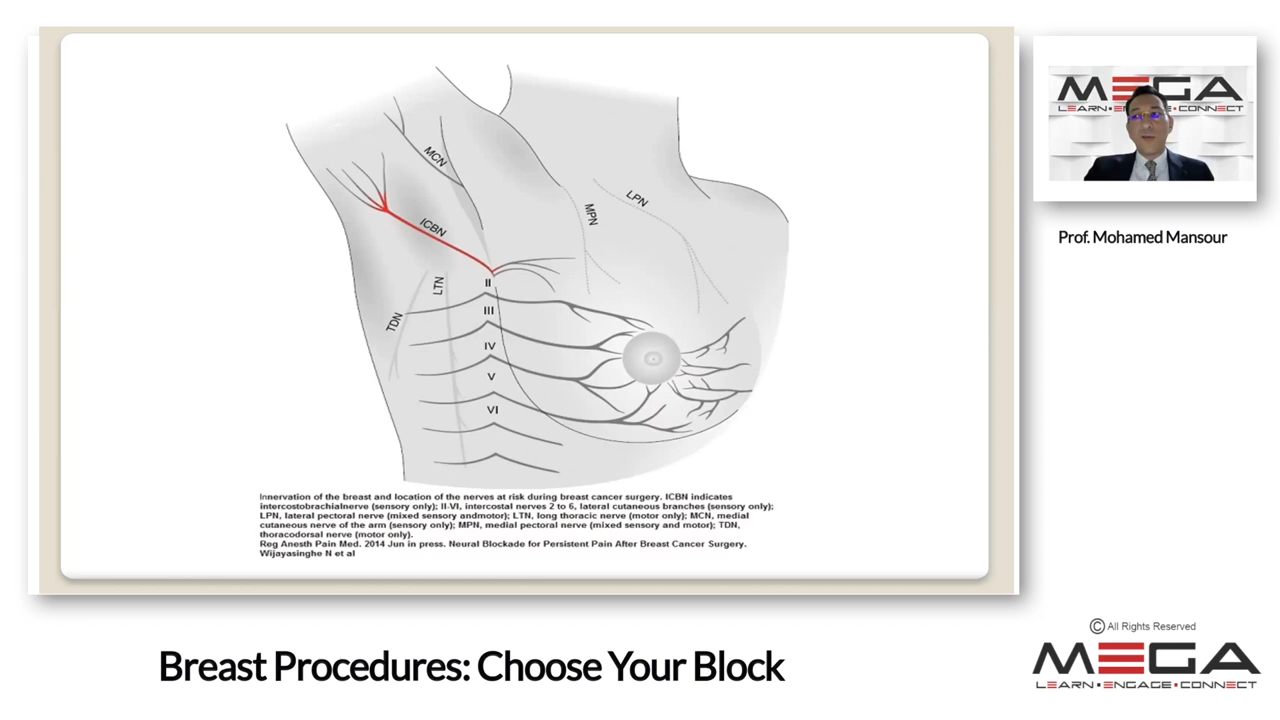 MCN
ICBN
MPN
LPN
LTN
TDN
II
III
IV
V
VI
Innervation of the breast and location of the nerves at risk during breast cancer surgery. ICBN indicates
intercostobrachialnerve (sensory only); II-VI, intercostal nerves 2 to 6, lateral cutaneous branches (sensory only);
LPN, lateral pectoral nerve (mixed sensory andmotor); LTN, long thoracic nerve (motor only); MCN, medial
cutaneous nerve of the arm (sensory only); MPN, medial pectoral nerve (mixed sensory and motor); TDN,
thoracodorsal nerve (motor only).
Reg Anesth Pain Med. 2014 Jun in press. Neural Blockade for Persistent Pain After Breast Cancer Surgery.
Wijayasinghe N et al
MEGA
LEARN▪EN GE▪CONNECT
Prof. Mohamed Mansour
Breast Procedures: Choose Your Block
© All Rights Reserved
MEGA
LEARN▪ENGAGE▪CONNECT